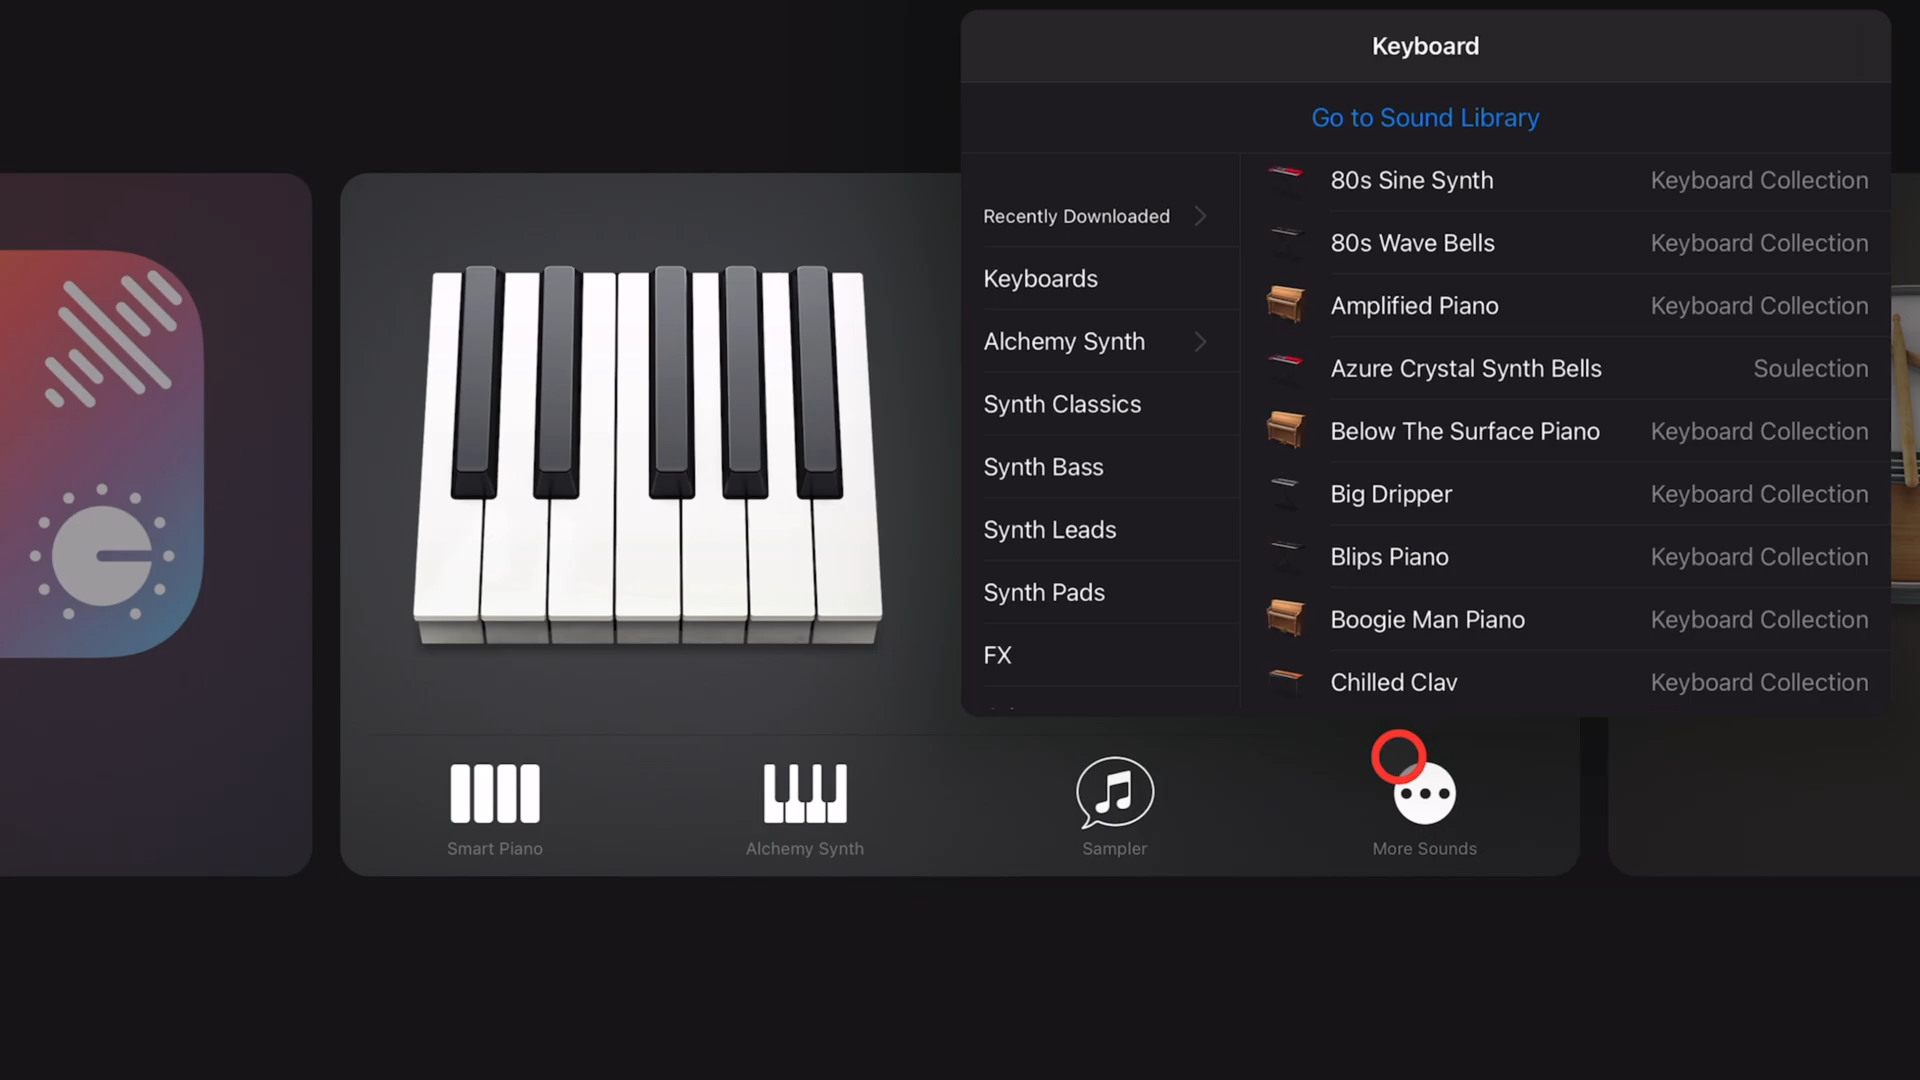 Keyboard
Go to Sound Library
Recently Downloaded
Keyboards
Alchemy Synth
Synth Classics
Synth Bass
Synth Leads
Synth Pads
FX
80s Sine Synth Keyboard Collection
80s Wave Bells Keyboard Collection
Amplified Piano Keyboard Collection
Azure Crystal Synth Bells Soulection
Below The Surface Piano Keyboard Collection
Big Dripper Keyboard Collection
Blips Piano Keyboard Collection
Boogie Man Piano Keyboard Collection
Chilled Clav Keyboard Collection
Smart Piano
Alchemy Synth
Sampler
More Sounds